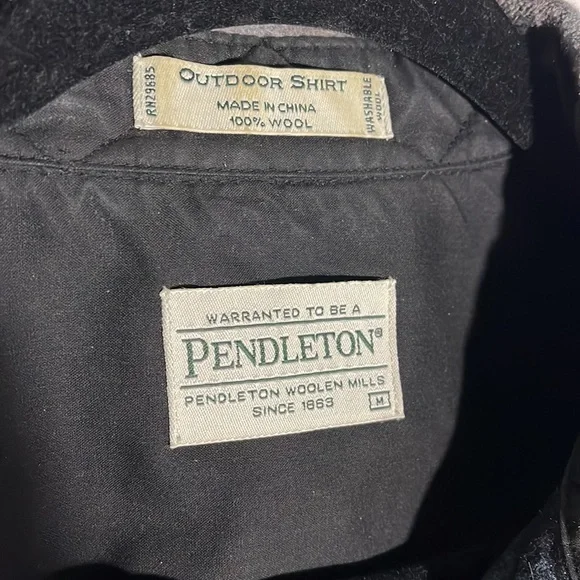 RN29685
OUTDOOR SHIRT
MADE IN CHINA
100% WOOL
WASHABLE
WOOL
WARRANTED TO BE A
PENDLETON®
PENDLETON WOOLEN MILLS
SINCE 1863
M